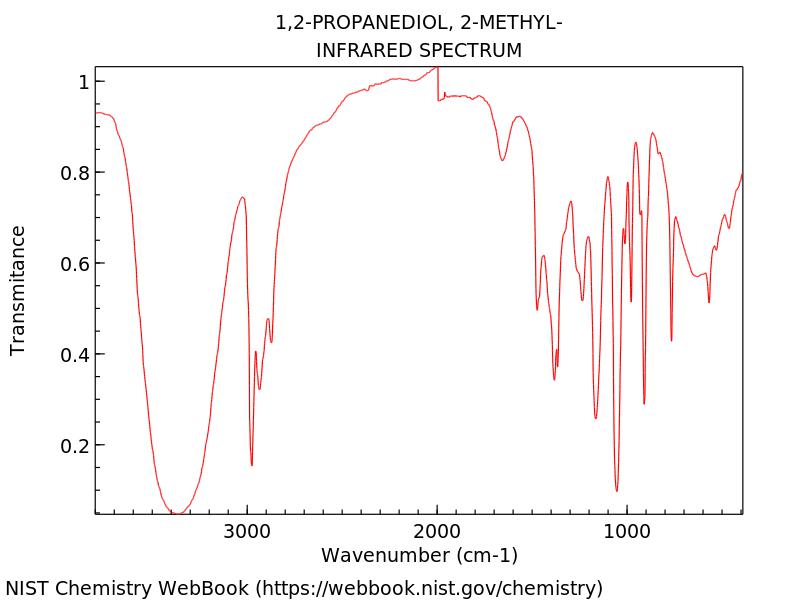 1,2-PROPANEDIOL, 2-METHYL-
INFRARED SPECTRUM
1
0.8
0.6
0.4
0.2
Transmitance
3000
2000
1000
Wavenumber (cm-1)
NIST Chemistry WebBook (https://webbook.nist.gov/chemistry)